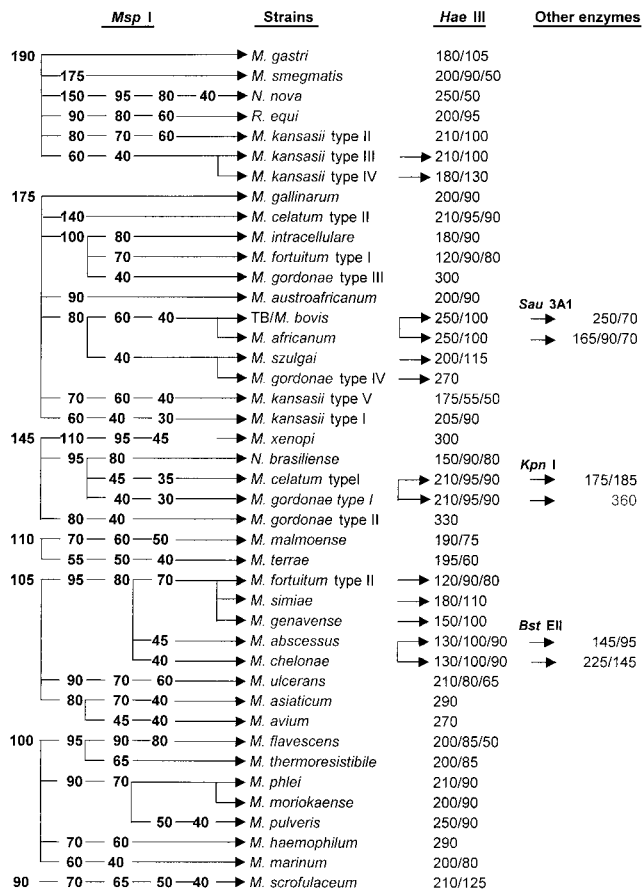 Msp I Strains Hae III Other enzymes
190 M. gastri 180/105
175 M. smegmatis 200/90/50
150 95 80 40 N. nova 250/50
90 80 60 R. equi 200/95
80 70 60 M. kansasii type II 210/100
60 40 M. kansasii type III 210/100
M. kansasii type IV 180/130
175 M. gallinarum 200/90
140 M. celatum type II 210/95/90
100 80 M. intracellulare 180/90
70 M. fortuitum type I 120/90/80
40 M. gordonae type III 300
90 M. austroafricanum 200/90 Sau 3A1
80 60 40 TB/M. bovis 250/100 250/70
M. africanum 250/100 165/90/70
40 M. szulgai 200/115
M. gordonae type IV 270
70 60 40 M. kansasii type V 175/55/50
60 40 30 M. kansasii type I 205/90
145 110 95 45 M. xenopi 300
95 80 N. brasiliense 150/90/80 Kpn I
45 35 M. celatum typeI 210/95/90 175/185
40 30 M. gordonae type I 210/95/90 360
80 40 M. gordonae type II 330
110 70 60 50 M. malmoense 190/75
55 50 40 M. terrae 195/60
105 95 80 70 M. fortuitum type II 120/90/80
M. simiae 180/110
M. genavense 150/100 Bst EII
45 M. abscessus 130/100/90 145/95
40 M. chelonae 130/100/90 225/145
90 70 60 M. ulcerans 210/80/65
80 70 40 M. asiaticum 290
45 40 M. avium 270
100 95 90 80 M. flavescens 200/85/50
65 M. thermoresistibile 200/85
90 70 M. phlei 210/90
M. moriokaense 200/90
50 40 M. pulveris 250/90
70 60 M. haemophilum 290
60 40 M. marinum 200/80
90 70 65 50 40 M. scrofulaceum 210/125